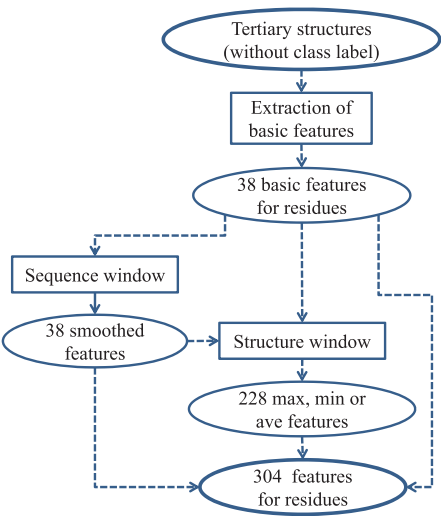 Tertiary structures
(without class label)
Extraction of
basic features
38 basic features
for residues
Sequence window
38 smoothed
features
Structure window
228 max, min or
ave features
304 features
for residues